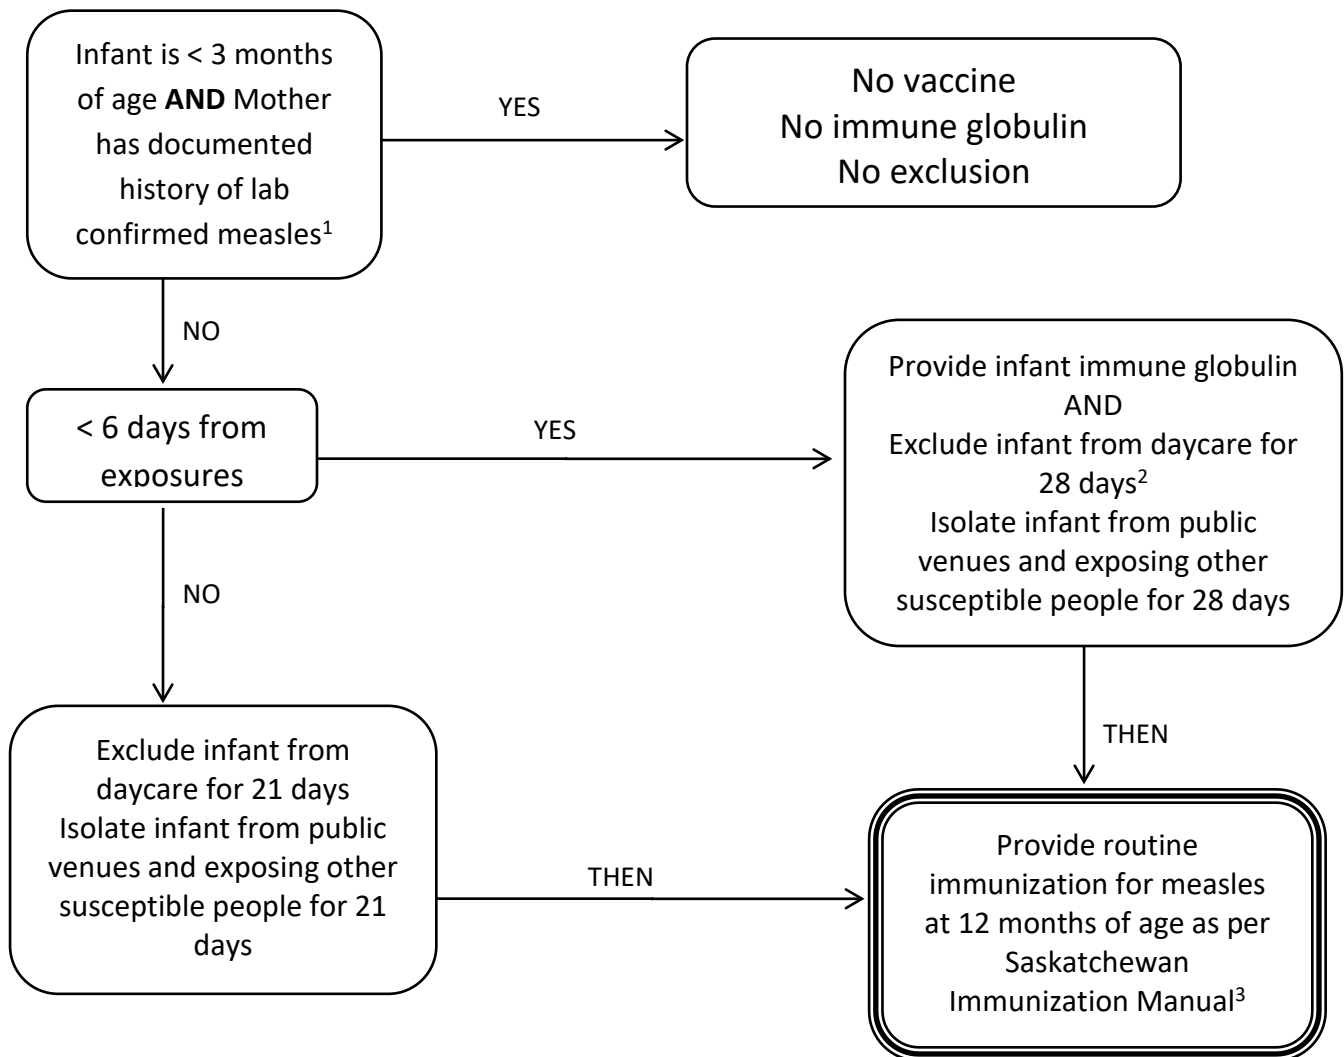 Infant is < 3 months
of age AND Mother
has documented
history of lab
confirmed measles¹
YES
No vaccine
No immune globulin
No exclusion
NO
< 6 days from
exposures
YES
Provide infant immune globulin
AND
Exclude infant from daycare for
28 days²
Isolate infant from public
venues and exposing other
susceptible people for 28 days
NO
THEN
Exclude infant from
daycare for 21 days
Isolate infant from public
venues and exposing other
susceptible people for 21
days
THEN
Provide routine
immunization for measles
at 12 months of age as per
Saskatchewan
Immunization Manual³